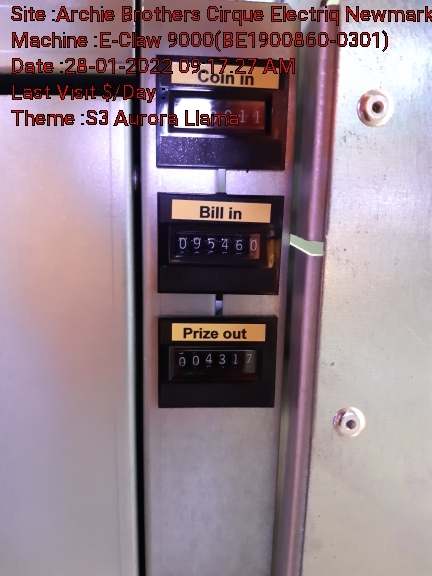 Site :Archie Brothers Cirque Electriq Newmark
Machine :E-Claw 9000(BE1900860-0301)
Date :28-01-2022 09:17:27 AM
Coin in
Last Visit $/Day :
Theme :S3 Aurora Llama
Bill in
095460
Prize out
004317